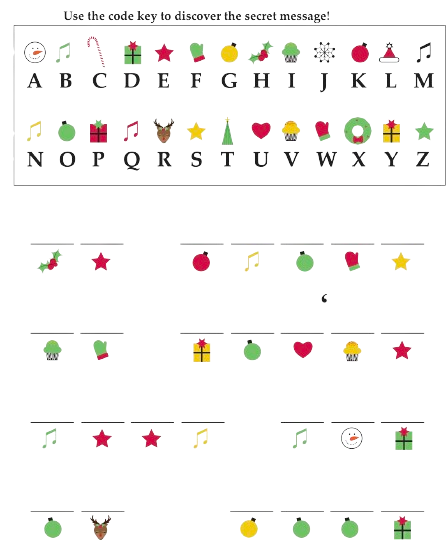 Use the code key to discover the secret message!
A B C D E F G H I J K L M
N O P Q R S T U V W X Y Z
‘